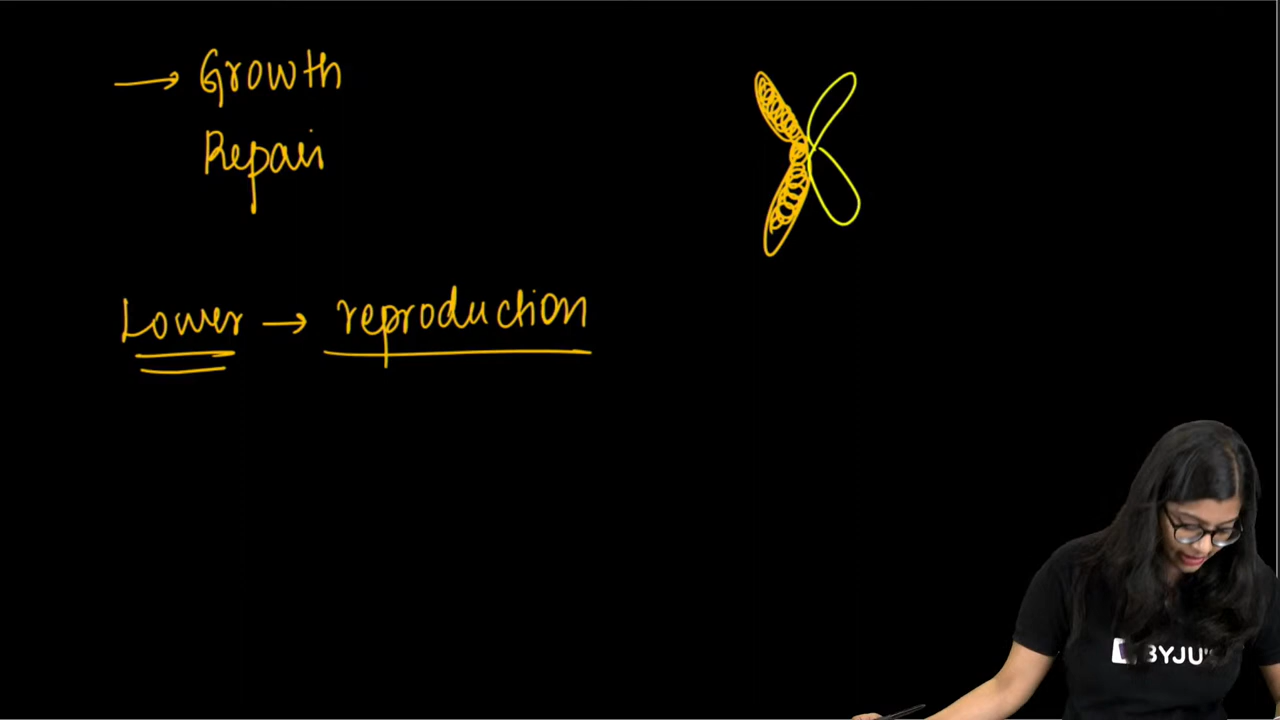 → Growth
Repair
Lower → reproduction
BYJU'